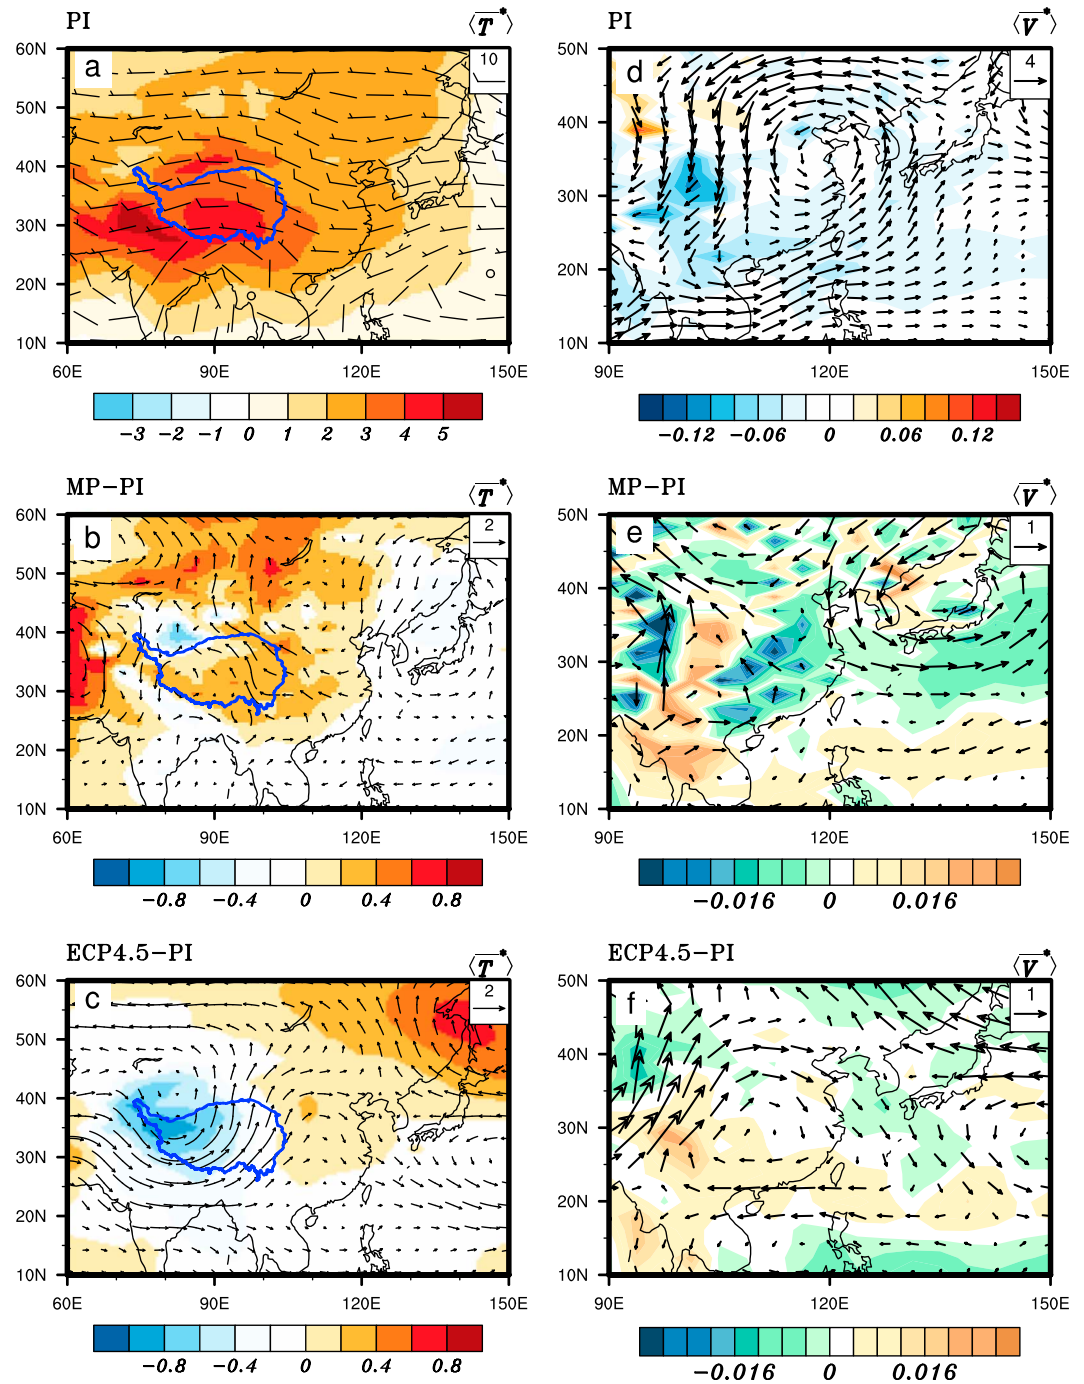 PI ⟨T̅*⟩
a
10
60N
50N
40N
30N
20N
10N
60E 90E 120E 150E
-3 -2 -1 0 1 2 3 4 5
PI ⟨V̅*⟩
d
4
50N
40N
30N
20N
10N
90E 120E 150E
-0.12 -0.06 0 0.06 0.12
MP-PI ⟨T̅*⟩
b
2
60N
50N
40N
30N
20N
10N
60E 90E 120E 150E
-0.8 -0.4 0 0.4 0.8
MP-PI ⟨V̅*⟩
e
1
50N
40N
30N
20N
10N
90E 120E 150E
-0.016 0 0.016
ECP4.5-PI ⟨T̅*⟩
c
2
60N
50N
40N
30N
20N
10N
60E 90E 120E 150E
-0.8 -0.4 0 0.4 0.8
ECP4.5-PI ⟨V̅*⟩
f
1
50N
40N
30N
20N
10N
90E 120E 150E
-0.016 0 0.016